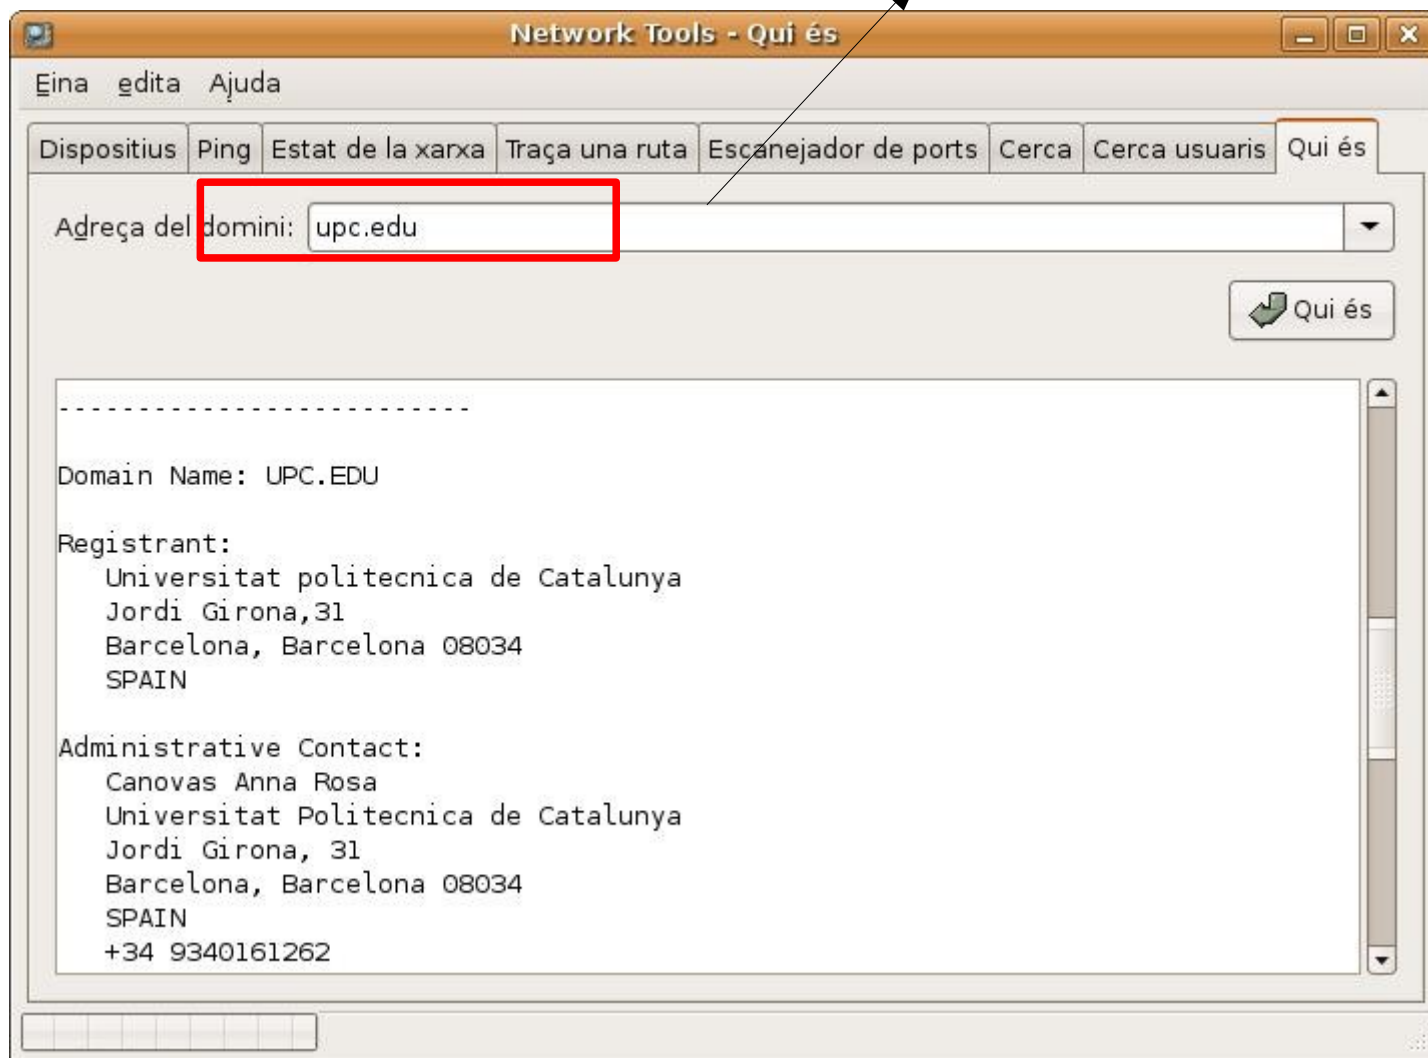 Network Tools - Qui és
Eina edita Ajuda
Dispositius Ping Estat de la xarxa Traça una ruta Escanejador de ports Cerca Cerca usuaris Qui és
Adreça del domini: upc.edu
Qui és
--------------------------
Domain Name: UPC.EDU
Registrant:
Universitat politecnica de Catalunya
Jordi Girona,31
Barcelona, Barcelona 08034
SPAIN
Administrative Contact:
Canovas Anna Rosa
Universitat Politecnica de Catalunya
Jordi Girona, 31
Barcelona, Barcelona 08034
SPAIN
+34 9340161262